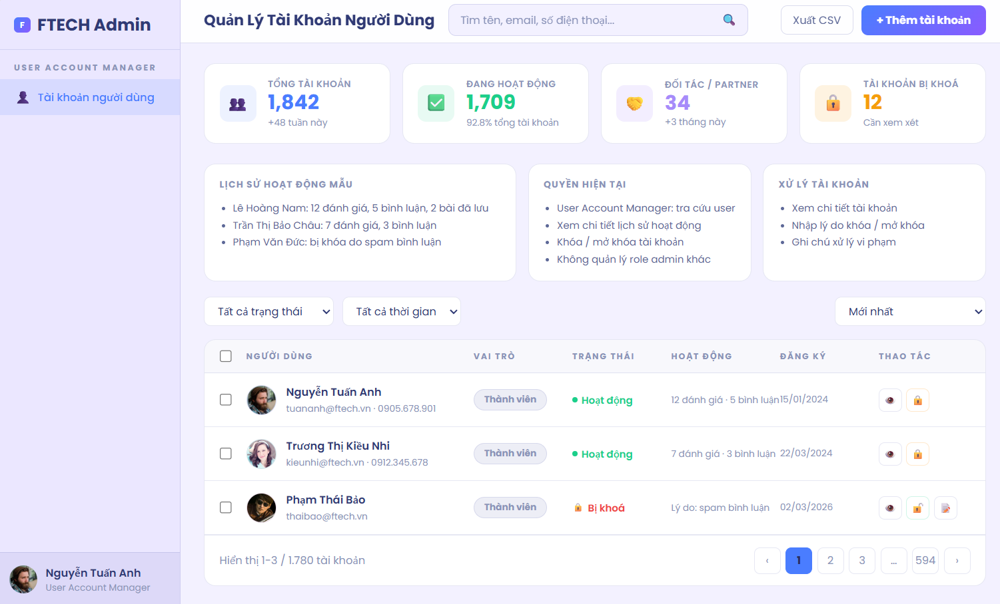 F FTECH Admin
USER ACCOUNT MANAGER
Tài khoản người dùng
Nguyễn Tuấn Anh
User Account Manager
Quản Lý Tài Khoản Người Dùng
Tìm tên, email, số điện thoại...
Xuất CSV
+ Thêm tài khoản
TỔNG TÀI KHOẢN
1,842
+48 tuần này
ĐANG HOẠT ĐỘNG
1,709
92.8% tổng tài khoản
ĐỐI TÁC / PARTNER
34
+3 tháng này
TÀI KHOẢN BỊ KHOÁ
12
Cần xem xét
LỊCH SỬ HOẠT ĐỘNG MẪU
• Lê Hoàng Nam: 12 đánh giá, 5 bình luận, 2 bài đã lưu
• Trần Thị Bảo Châu: 7 đánh giá, 3 bình luận
• Phạm Văn Đức: bị khóa do spam bình luận
QUYỀN HIỆN TẠI
• User Account Manager: tra cứu user
• Xem chi tiết lịch sử hoạt động
• Khóa / mở khóa tài khoản
• Không quản lý role admin khác
XỬ LÝ TÀI KHOẢN
• Xem chi tiết tài khoản
• Nhập lý do khóa / mở khóa
• Ghi chú xử lý vi phạm
Tất cả trạng thái
Tất cả thời gian
Mới nhất
NGƯỜI DÙNG VAI TRÒ TRẠNG THÁI HOẠT ĐỘNG ĐĂNG KÝ THAO TÁC
Nguyễn Tuấn Anh
tuananh@ftech.vn · 0905.678.901
Thành viên
Hoạt động
12 đánh giá · 5 bình luận
15/01/2024
Trương Thị Kiều Nhi
kieunhi@ftech.vn · 0912.345.678
Thành viên
Hoạt động
7 đánh giá · 3 bình luận
22/03/2024
Phạm Thái Bảo
thaibao@ftech.vn
Thành viên
Bị khoá
Lý do: spam bình luận
02/03/2026
Hiển thị 1–3 / 1.780 tài khoản
‹ 1 2 3 ... 594 ›